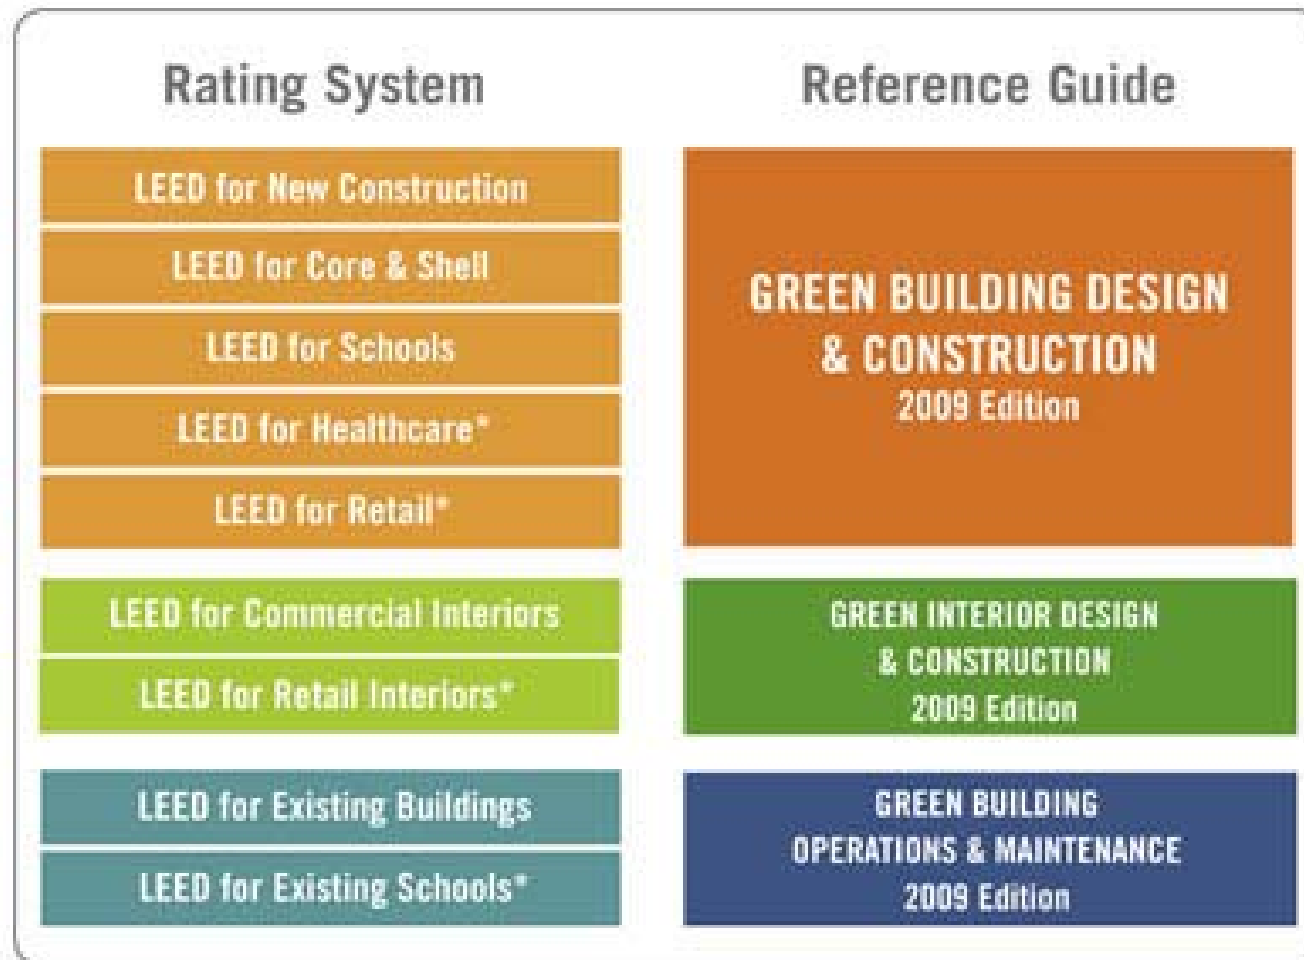 Rating System
Reference Guide
LEED for New Construction
LEED for Core & Shell
LEED for Schools
LEED for Healthcare*
LEED for Retail*
GREEN BUILDING DESIGN
& CONSTRUCTION
2009 Edition
LEED for Commercial Interiors
LEED for Retail Interiors*
GREEN INTERIOR DESIGN
& CONSTRUCTION
2009 Edition
LEED for Existing Buildings
LEED for Existing Schools*
GREEN BUILDING
OPERATIONS & MAINTENANCE
2009 Edition